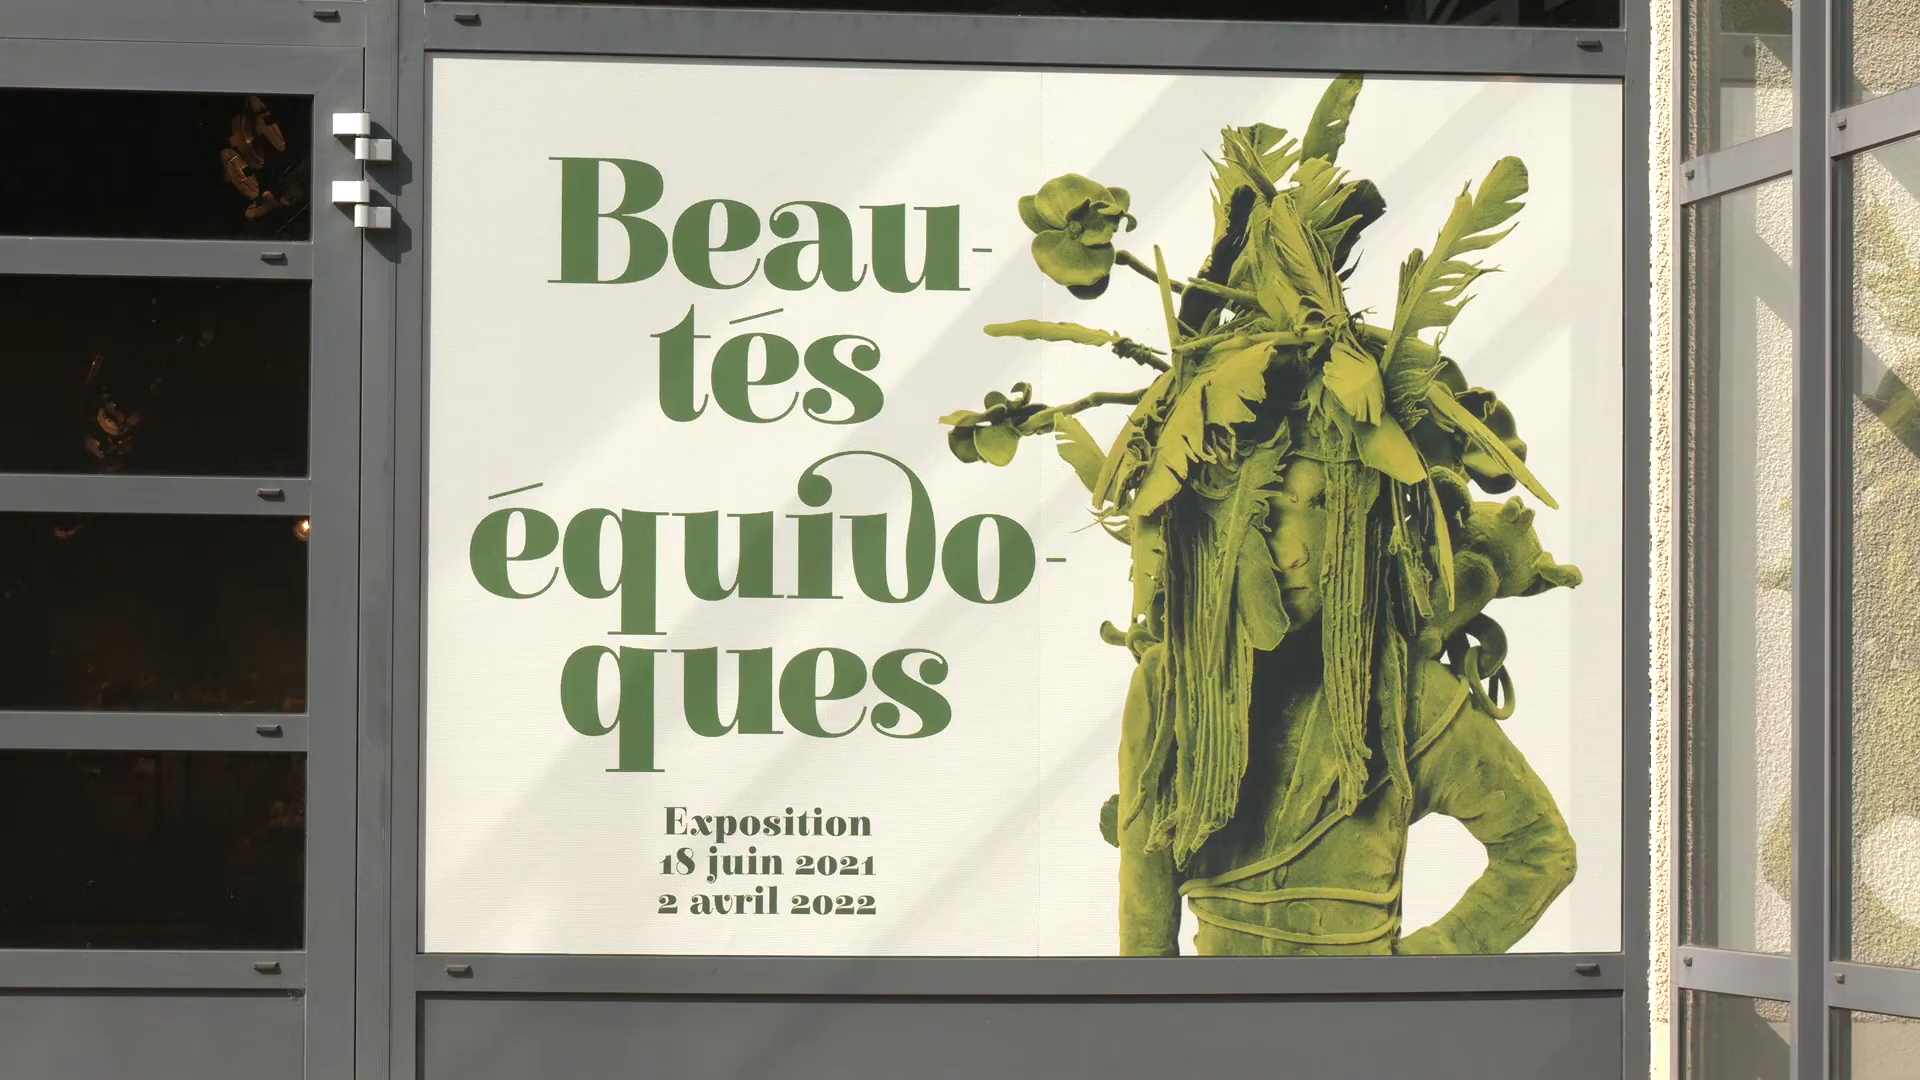 Beau-
tés
équivo-
ques
Exposition
18 juin 2021
2 avril 2022